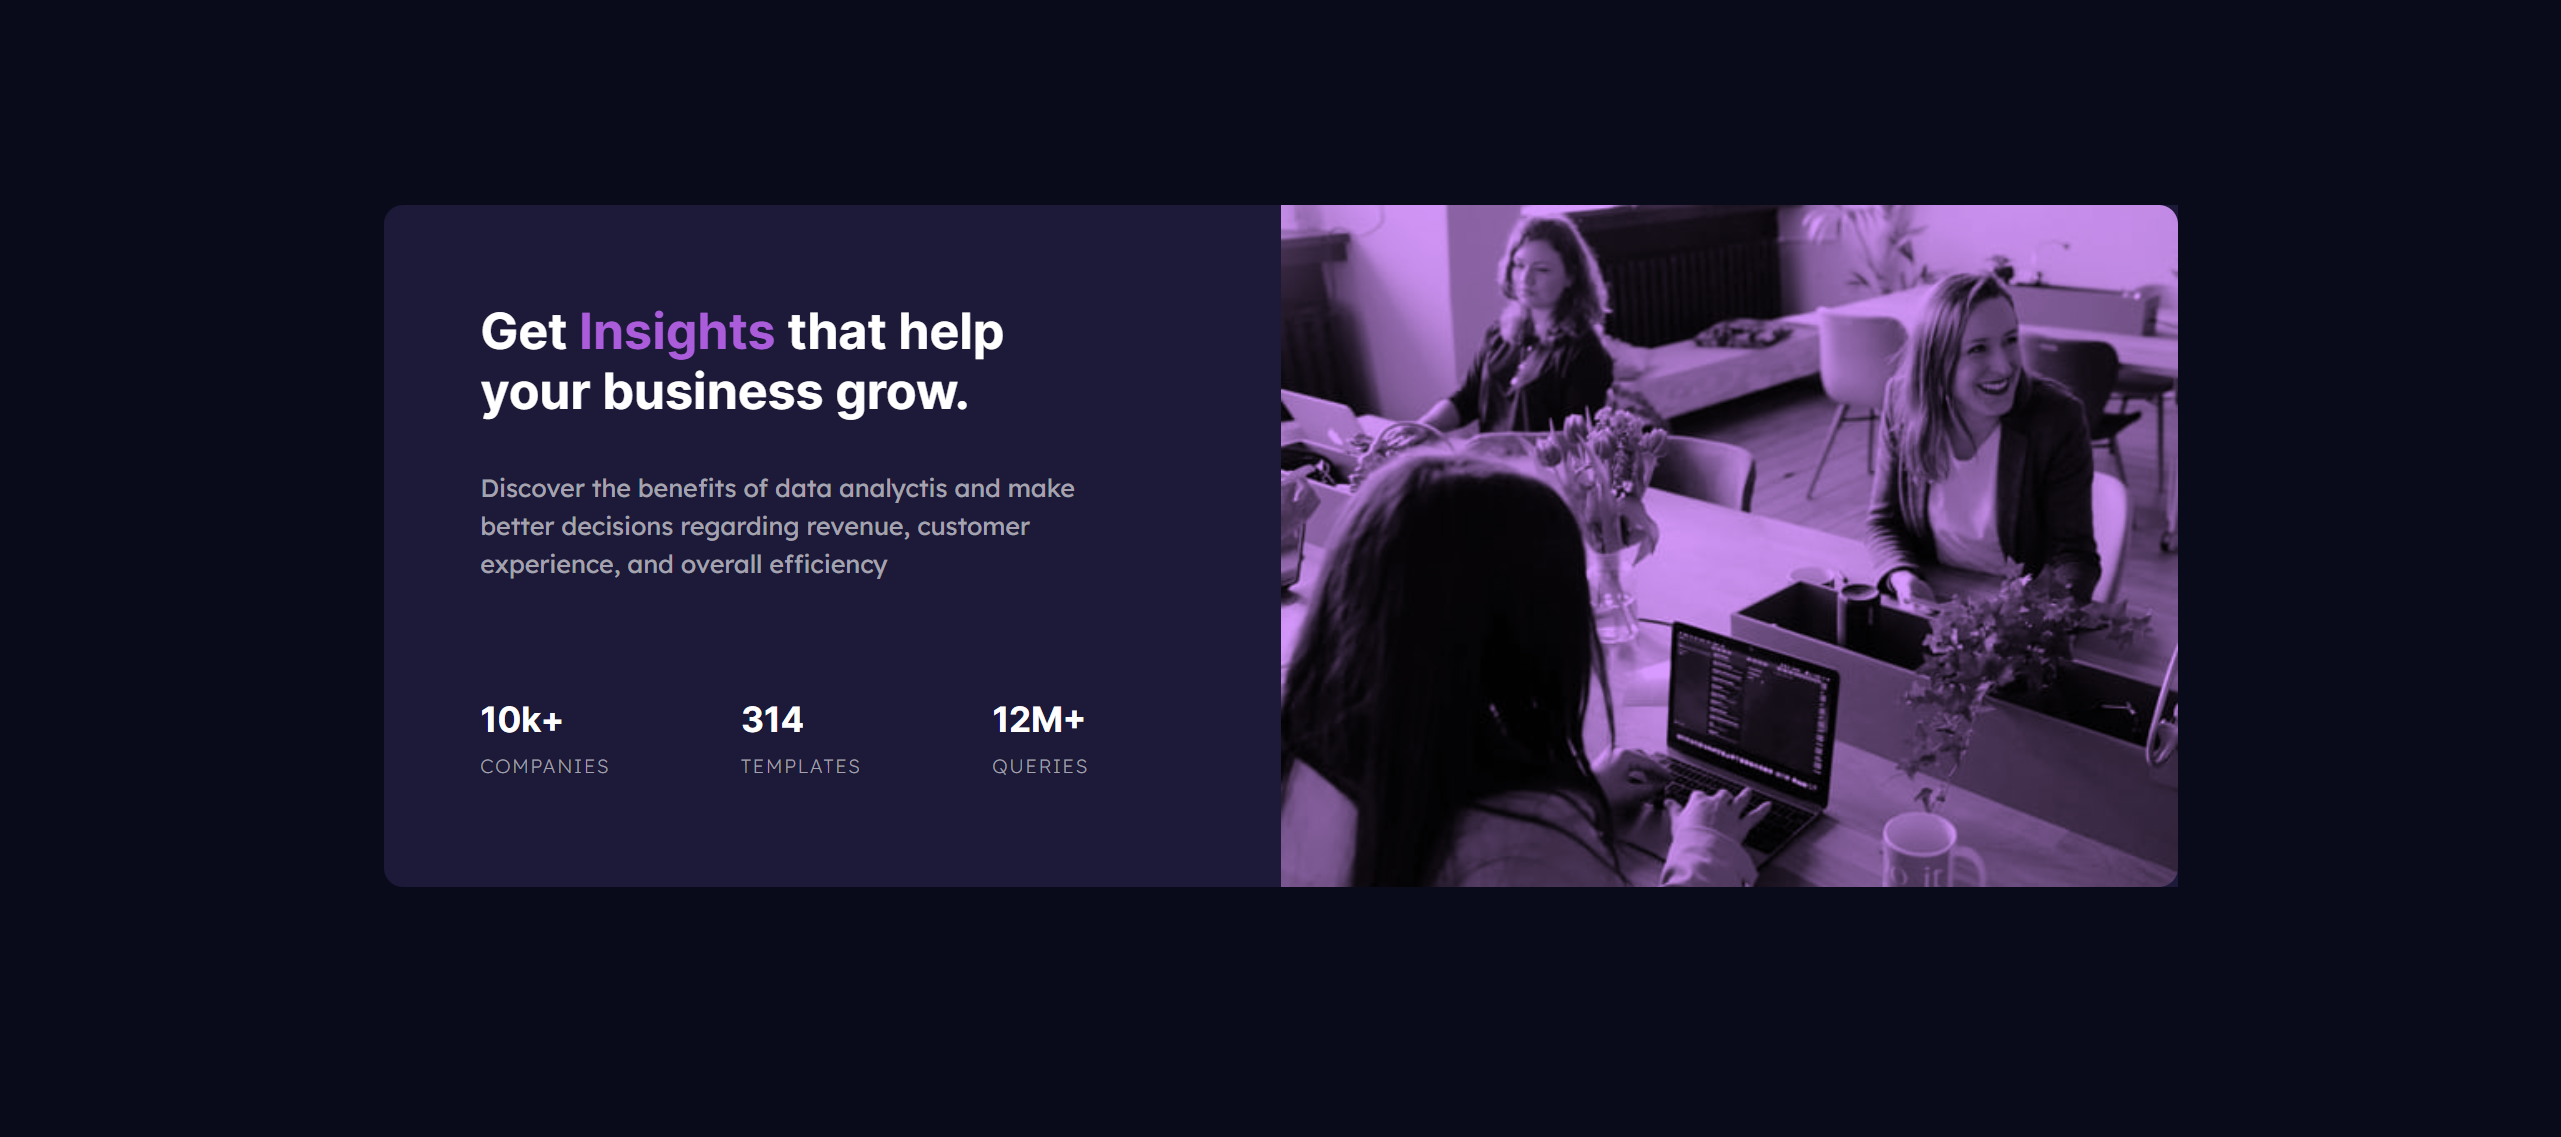 Get Insights that help
your business grow.
Discover the benefits of data analyctis and make
better decisions regarding revenue, customer
experience, and overall efficiency
10k+
314
12M+
COMPANIES
TEMPLATES
QUERIES